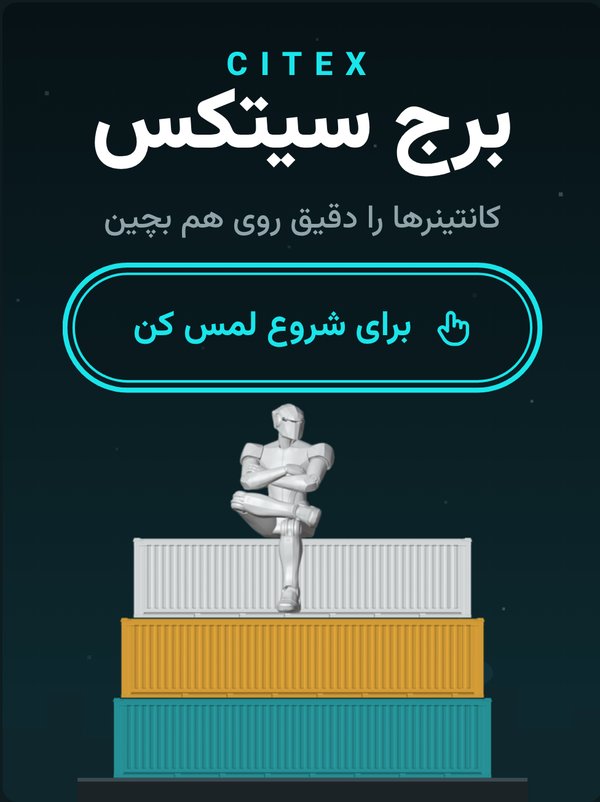 CITEX
برج سیتکس
کانتینرها را دقیق روی هم بچین
برای شروع لمس کن